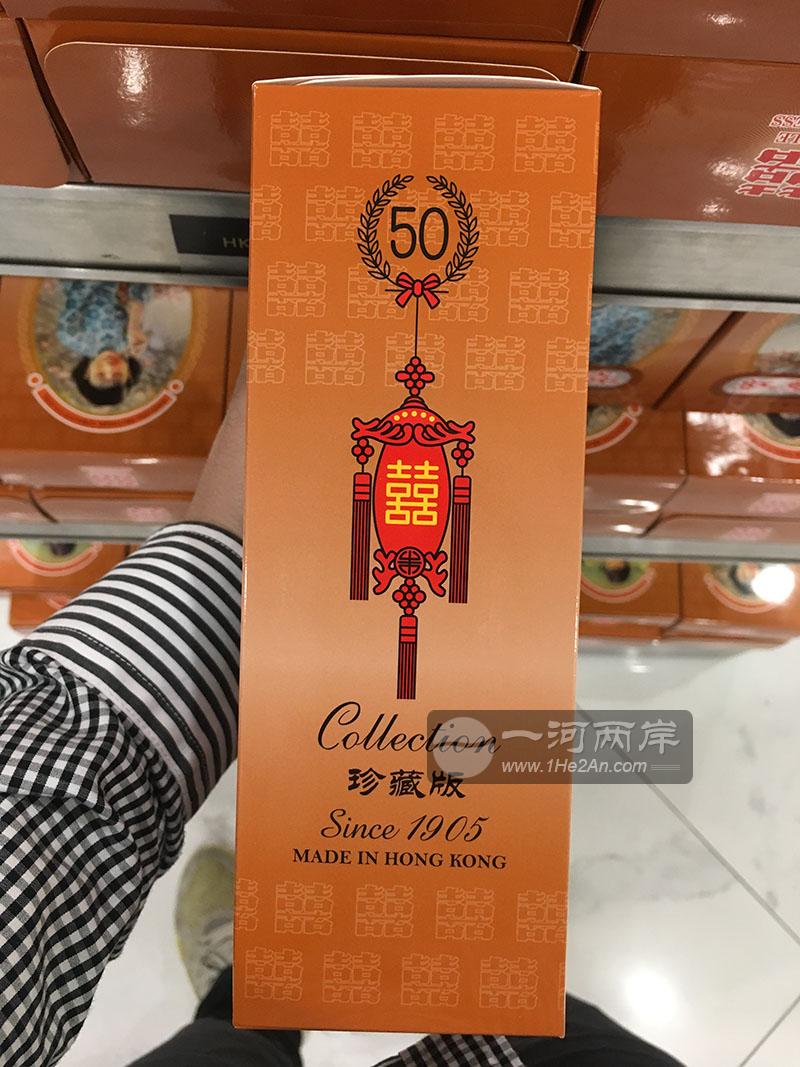 50
囍
Collection
珍藏版
Since 1905
MADE IN HONG KONG
HK
一河两岸
www.1He2An.com